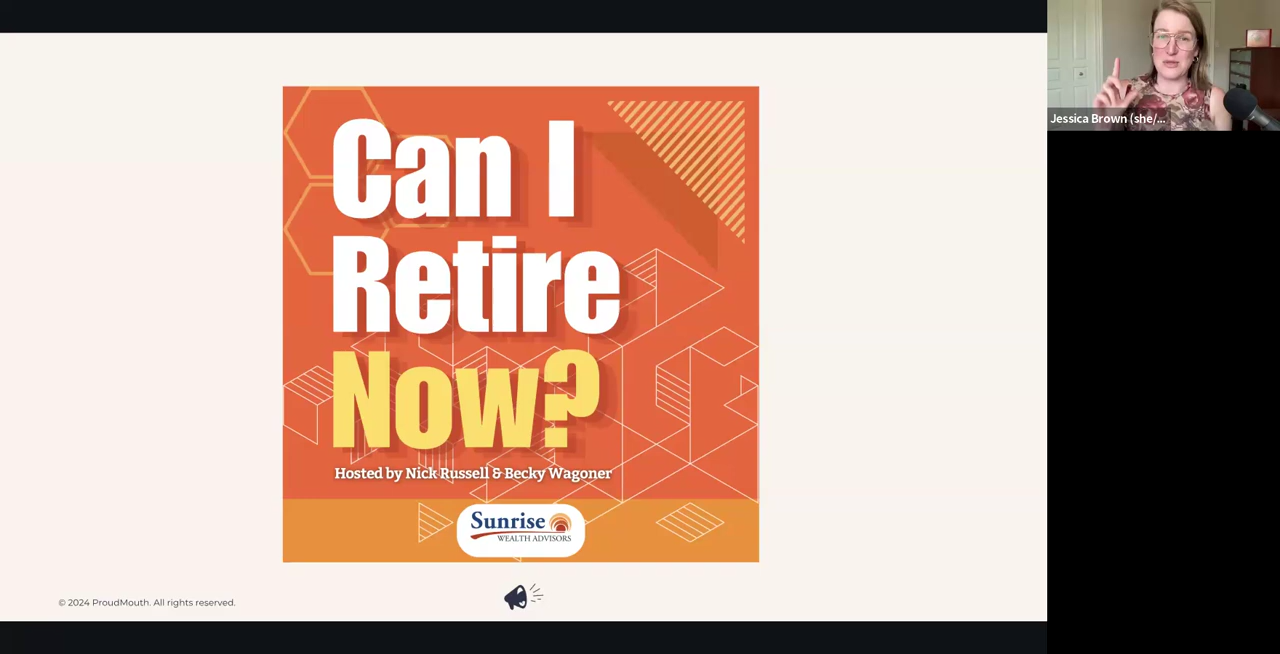 Can I
Retire
Now?
Hosted by Nick Russell & Becky Wagoner
Sunrise
WEALTH ADVISORS
© 2024 ProudMouth. All rights reserved.
Jessica Brown (she/...